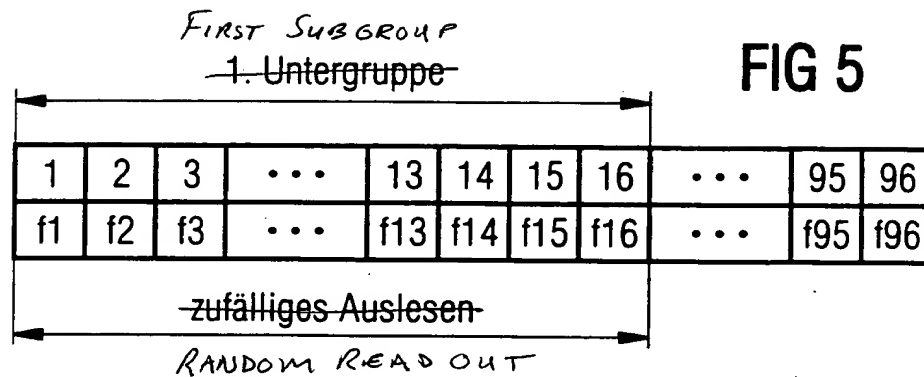 FIRST SUBGROUP
1. Untergruppe
FIG 5
1 2 3 ••• 13 14 15 16 ••• 95 96
f1 f2 f3 ••• f13 f14 f15 f16 ••• f95 f96
zufälliges Auslesen
RANDOM READ OUT